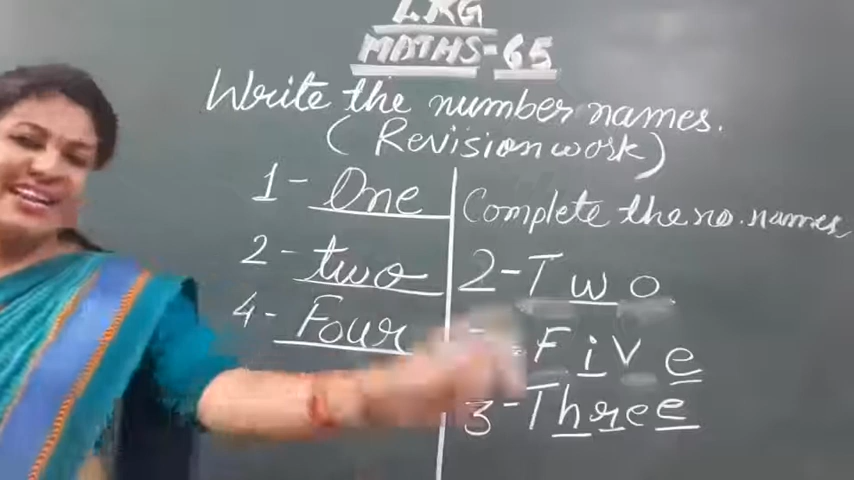 LKG
MATHS-65
Write the number names.
(Revision work)
1 - One
2 - two
4 - Four
Complete the no. names
2 - Two
Five
3 - Three